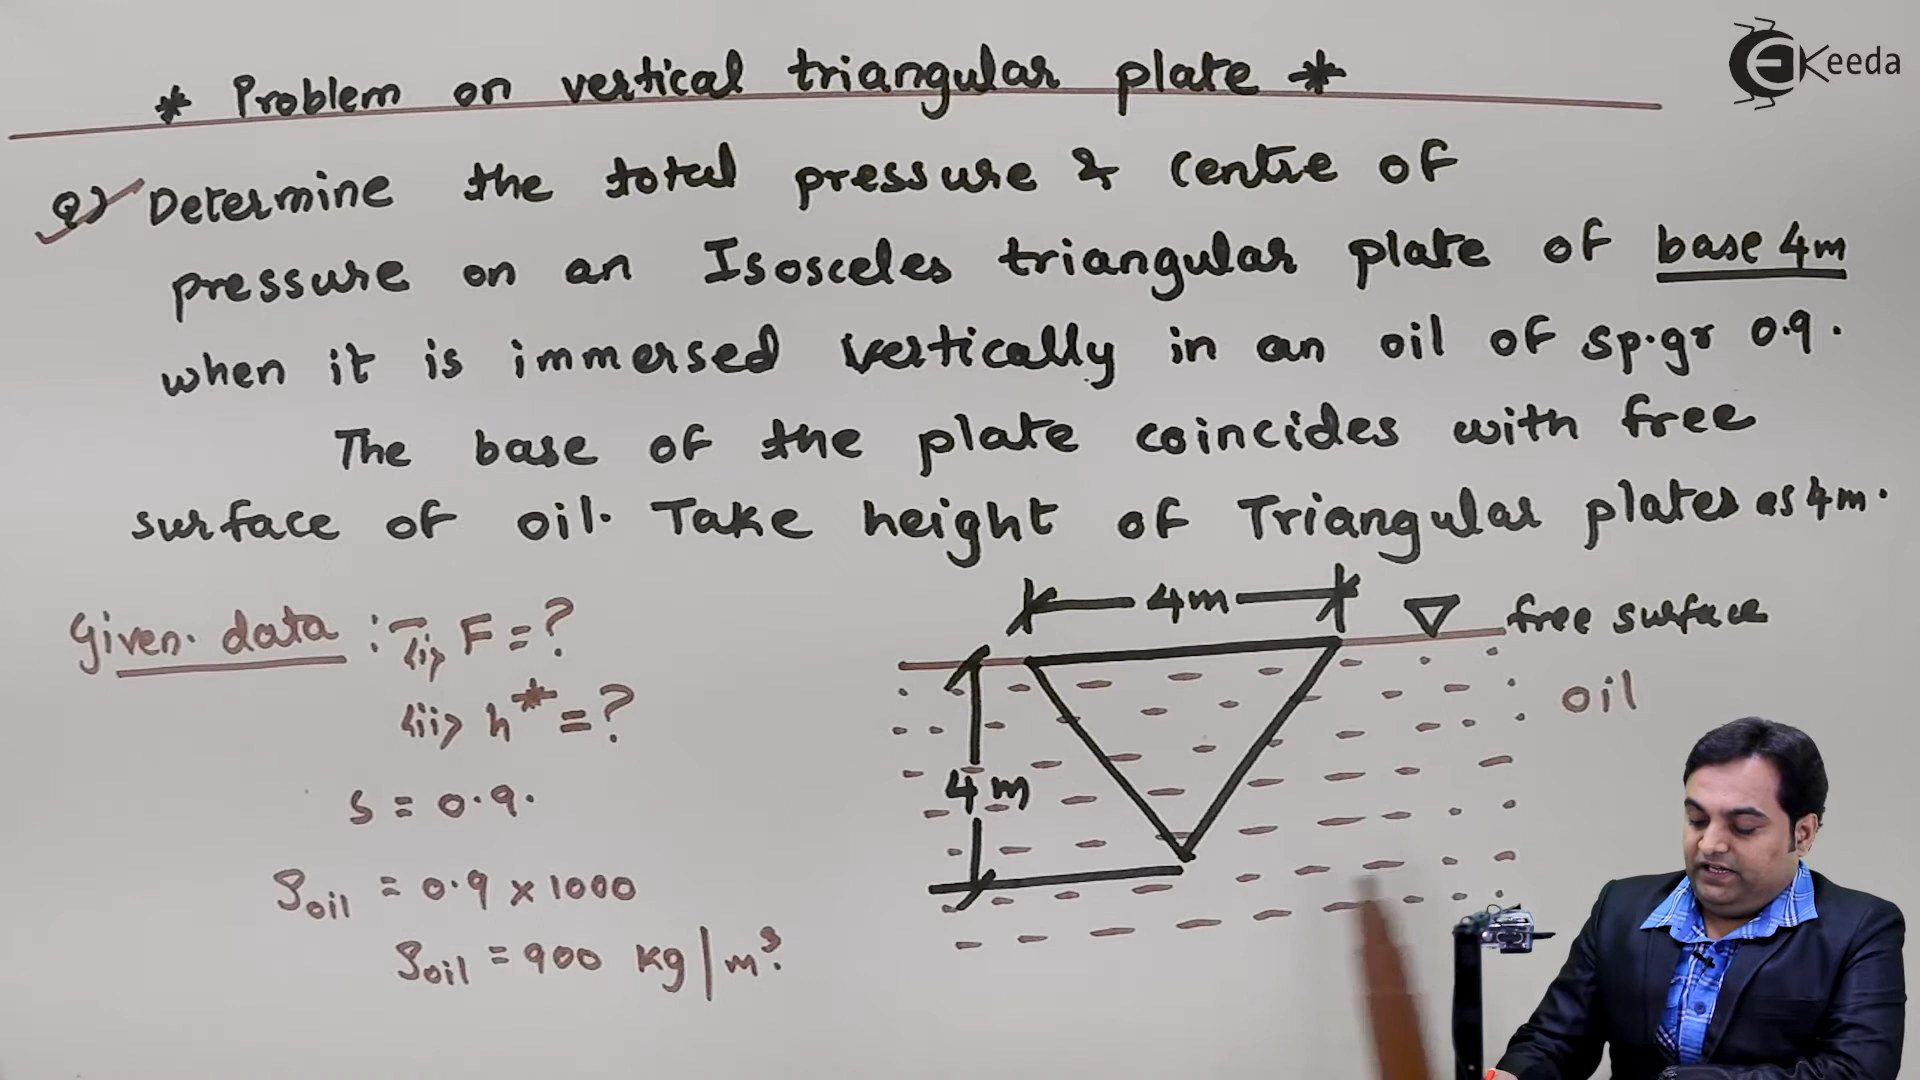 EKeeda
* Problem on vertical triangular plate *
Q) Determine the total pressure & centre of
pressure on an Isosceles triangular plate of base 4m
when it is immersed vertically in an oil of sp.gr 0.9.
The base of the plate coincides with free
surface of oil. Take height of Triangular plates as 4m.
Given data :- (i) F = ?
(ii) h* = ?
S = 0.9.
ρoil = 0.9 × 1000
ρoil = 900 kg/m³.
4m
free surface
oil
4m